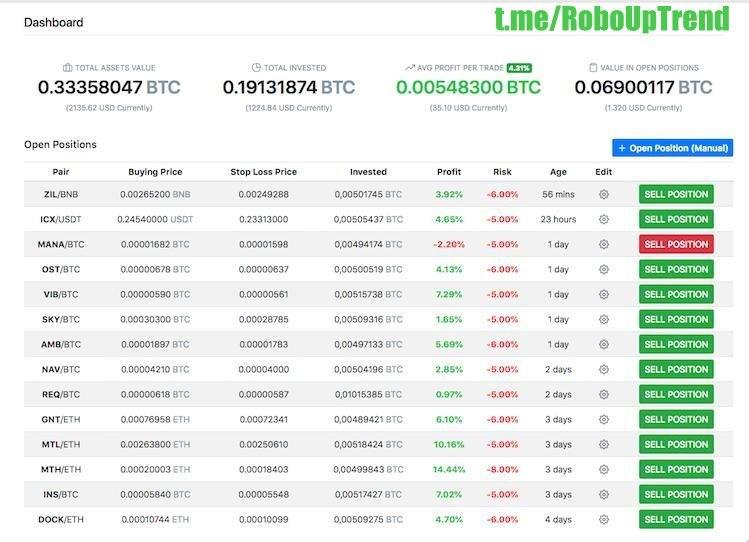 t.me/RoboUpTrend
Dashboard
TOTAL ASSETS VALUE TOTAL INVESTED AVG PROFIT PER TRADE 4.31% VALUE IN OPEN POSITIONS
0.33358047 BTC 0.19131874 BTC 0.00548300 BTC 0.06900117 BTC
(2135.62 USD Currently) (1224.84 USD Currently) (35.10 USD Currently) (1.320 USD Currently)
Open Positions + Open Position (Manual)
Pair Buying Price Stop Loss Price Invested Profit Risk Age Edit
ZIL/BNB 0.00265200 BNB 0.00249288 0,00501745 BTC 3.92% -6.00% 56 mins SELL POSITION
ICX/USDT 0.24540000 USDT 0.23313000 0,00505437 BTC 4.65% -5.00% 23 hours SELL POSITION
MANA/BTC 0.00001682 BTC 0.00001598 0,00494174 BTC -2.20% -5.00% 1 day SELL POSITION
OST/BTC 0.00000678 BTC 0.00000637 0,00500519 BTC 4.13% -6.00% 1 day SELL POSITION
VIB/BTC 0.00000590 BTC 0.00000561 0,00515738 BTC 7.29% -5.00% 1 day SELL POSITION
SKY/BTC 0.00030300 BTC 0.00028785 0,00509316 BTC 1.65% -5.00% 1 day SELL POSITION
AMB/BTC 0.00001897 BTC 0.00001783 0,00497133 BTC 5.69% -6.00% 1 day SELL POSITION
NAV/BTC 0.00004210 BTC 0.00004000 0,00504196 BTC 2.85% -5.00% 2 days SELL POSITION
REQ/BTC 0.00000618 BTC 0.00000587 0,01015385 BTC 0.97% -5.00% 2 days SELL POSITION
GNT/ETH 0.00076958 ETH 0.00072341 0,00489421 BTC 6.10% -6.00% 3 days SELL POSITION
MTL/ETH 0.00263800 ETH 0.00250610 0,00518424 BTC 10.16% -5.00% 3 days SELL POSITION
MTH/ETH 0.00020003 ETH 0.00018403 0,00499843 BTC 14.44% -8.00% 3 days SELL POSITION
INS/BTC 0.00005840 BTC 0.00005548 0,00517427 BTC 7.02% -5.00% 3 days SELL POSITION
DOCK/ETH 0.00010744 ETH 0.00010099 0,00509275 BTC 4.70% -6.00% 4 days SELL POSITION